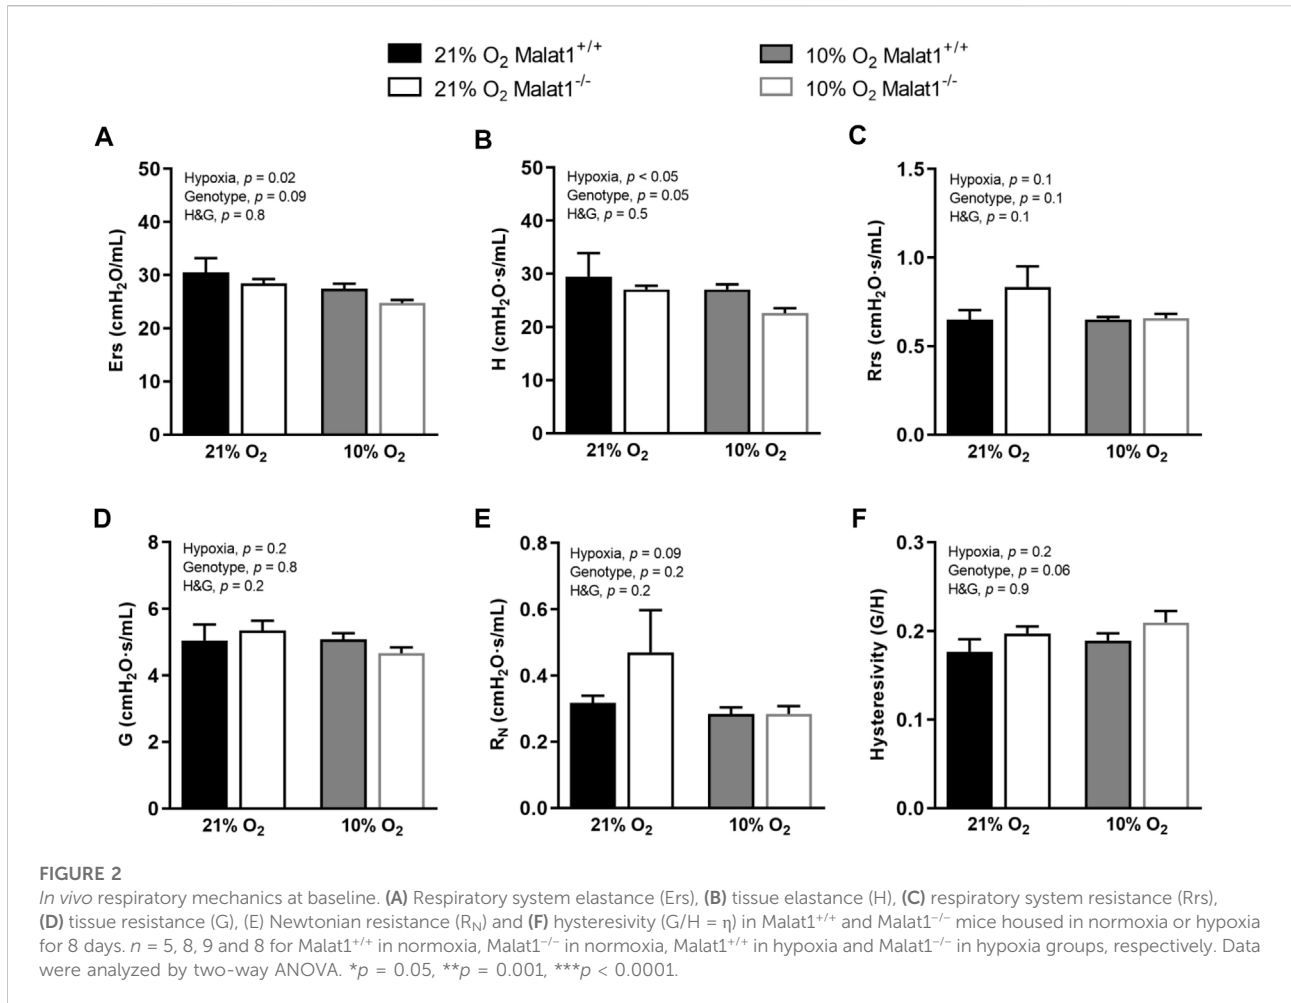 21% O2 Malat1+/+
10% O2 Malat1+/+
21% O2 Malat1-/-
10% O2 Malat1-/-
A
Hypoxia, p = 0.02
Genotype, p = 0.09
H&G, p = 0.8
Ers (cmH2O/mL)
50
40
30
20
10
0
21% O2
10% O2
B
Hypoxia, p < 0.05
Genotype, p = 0.05
H&G, p = 0.5
H (cmH2O·s/mL)
50
40
30
20
10
0
21% O2
10% O2
C
Hypoxia, p = 0.1
Genotype, p = 0.1
H&G, p = 0.1
Rrs (cmH2O·s/mL)
1.5
1.0
0.5
0.0
21% O2
10% O2
D
Hypoxia, p = 0.2
Genotype, p = 0.8
H&G, p = 0.2
G (cmH2O·s/mL)
8
6
4
2
0
21% O2
10% O2
E
Hypoxia, p = 0.09
Genotype, p = 0.2
H&G, p = 0.2
RN (cmH2O·s/mL)
0.8
0.6
0.4
0.2
0.0
21% O2
10% O2
F
Hypoxia, p = 0.2
Genotype, p = 0.06
H&G, p = 0.9
Hysteresivity (G/H)
0.3
0.2
0.1
0.0
21% O2
10% O2
FIGURE 2
In vivo respiratory mechanics at baseline. (A) Respiratory system elastance (Ers), (B) tissue elastance (H), (C) respiratory system resistance (Rrs),
(D) tissue resistance (G), (E) Newtonian resistance (RN) and (F) hysteresivity (G/H = η) in Malat1+/+ and Malat1−/− mice housed in normoxia or hypoxia
for 8 days. n = 5, 8, 9 and 8 for Malat1+/+ in normoxia, Malat1−/− in normoxia, Malat1+/+ in hypoxia and Malat1−/− in hypoxia groups, respectively. Data
were analyzed by two-way ANOVA. *p = 0.05, **p = 0.001, ***p < 0.0001.